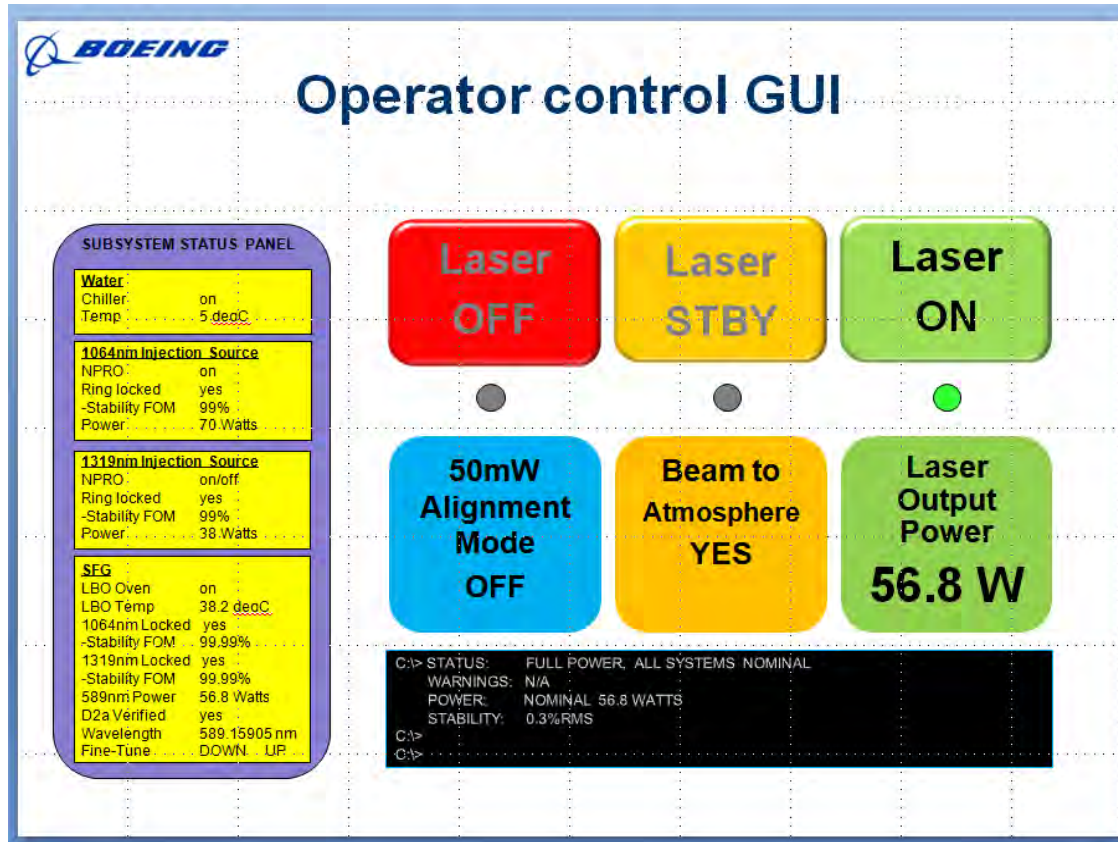 BOEING
Operator control GUI
SUBSYSTEM STATUS PANEL
Water
Chiller on
Temp 5 degC
1064nm Injection Source
NPRO on
Ring locked yes
-Stability FOM 99%
Power 70 Watts
1319nm Injection Source
NPRO on/off
Ring locked yes
-Stability FOM 99%
Power 38 Watts
SFG
LBO Oven on
LBO Temp 38.2 degC
1064nm Locked yes
-Stability FOM 99.99%
1319nm Locked yes
-Stability FOM 99.99%
589nm Power 56.8 Watts
D2a Verified yes
Wavelength 589.15905 nm
Fine-Tune DOWN UP
Laser
OFF
Laser
STBY
Laser
ON
50mW
Alignment
Mode
OFF
Beam to
Atmosphere
YES
Laser
Output
Power
56.8 W
C:\> STATUS: FULL POWER, ALL SYSTEMS NOMINAL
WARNINGS: N/A
POWER: NOMINAL 56.8 WATTS
STABILITY: 0.3%RMS
C:\>
C:\>